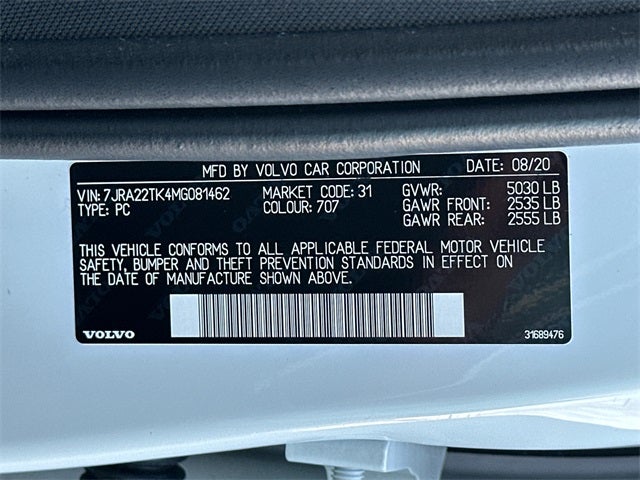 MFD BY VOLVO CAR CORPORATION DATE: 08/20
VIN: 7JRA22TK4MG081462 MARKET CODE: 31 GVWR: 5030 LB
TYPE: PC COLOUR: 707 GAWR FRONT: 2535 LB
GAWR REAR: 2555 LB
THIS VEHICLE CONFORMS TO ALL APPLICABLE FEDERAL MOTOR VEHICLE
SAFETY, BUMPER AND THEFT PREVENTION STANDARDS IN EFFECT ON
THE DATE OF MANUFACTURE SHOWN ABOVE.
VOLVO 31689476